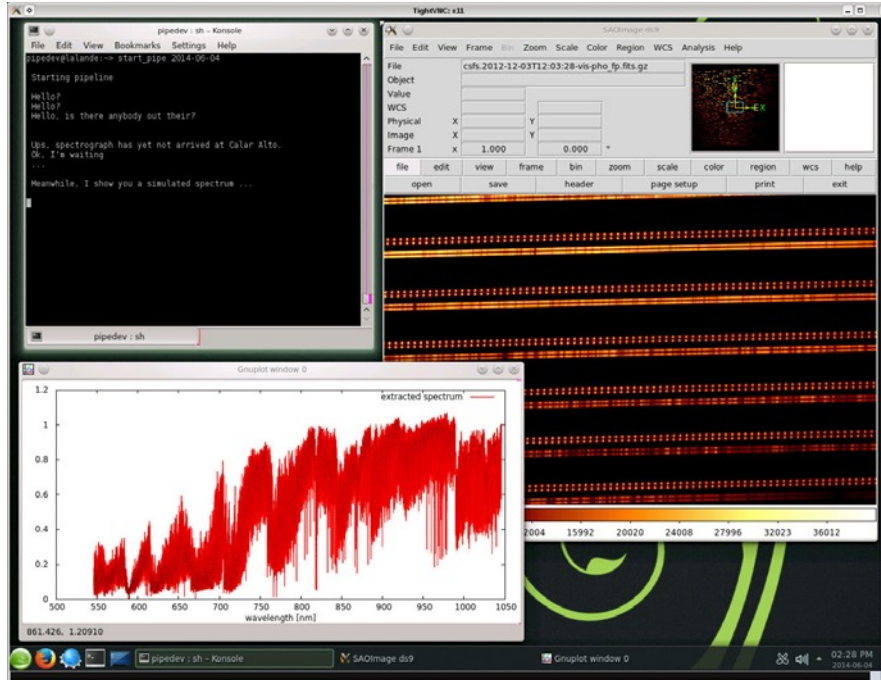 TightVNC: x11
pipedev : sh - Konsole
File Edit View Bookmarks Settings Help
pipedev@lalande:~> start_pipe 2014-06-04
Starting pipeline
Hello?
Hello?
Hello, is there anybody out their?
Ups, spectrograph has yet not arrived at Calar Alto.
Ok, I'm waiting
...
Meanwhile, I show you a simulated spectrum ...
pipedev : sh
SAOImage ds9
File Edit View Frame Bin Zoom Scale Color Region WCS Analysis Help
File csfs.2012-12-03T12:03:28-vis-pho_fp.fits.gz
Object
Value
WCS
Physical X Y
Image X Y
Frame 1 x 1.000 0.000 °
Y
E X
file edit view frame bin zoom scale color region wcs help
open save header page setup print exit
2004 15992 20020 24008 27996 32023 36012
Gnuplot window 0
extracted spectrum
1.2
1
0.8
0.6
0.4
0.2
0
500 550 600 650 700 750 800 850 900 950 1000 1050
wavelength [nm]
861.426, 1.20910
pipedev : sh - Konsole SAOImage ds9 Gnuplot window 0 02:28 PM
2014-06-04